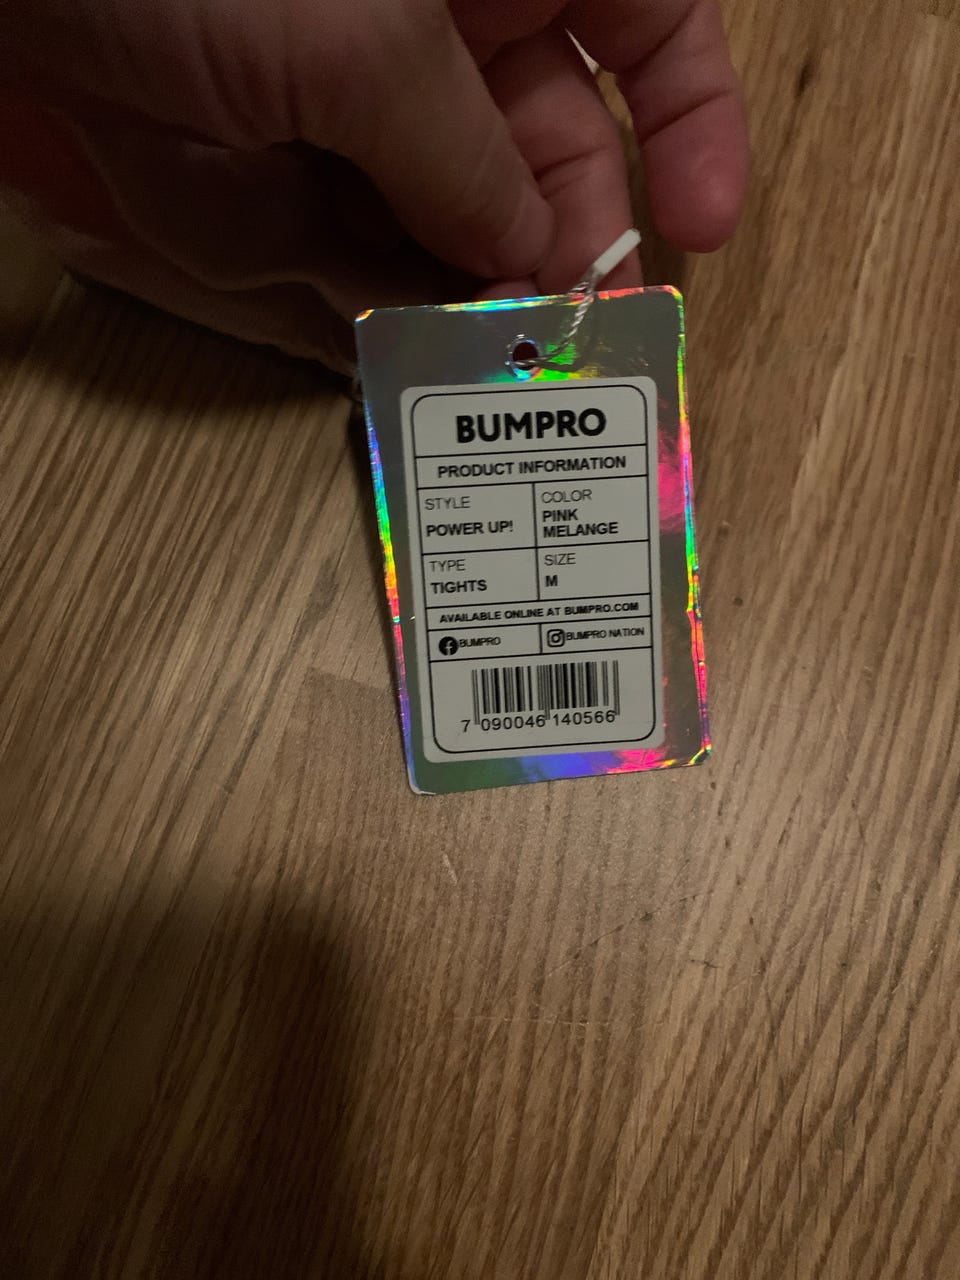 BUMPRO
PRODUCT INFORMATION
STYLE
POWER UP!
COLOR
PINK
MELANGE
TYPE
TIGHTS
SIZE
M
AVAILABLE ONLINE AT BUMPRO.COM
BUMPRO
BUMPRO NATION
7 090046 140566